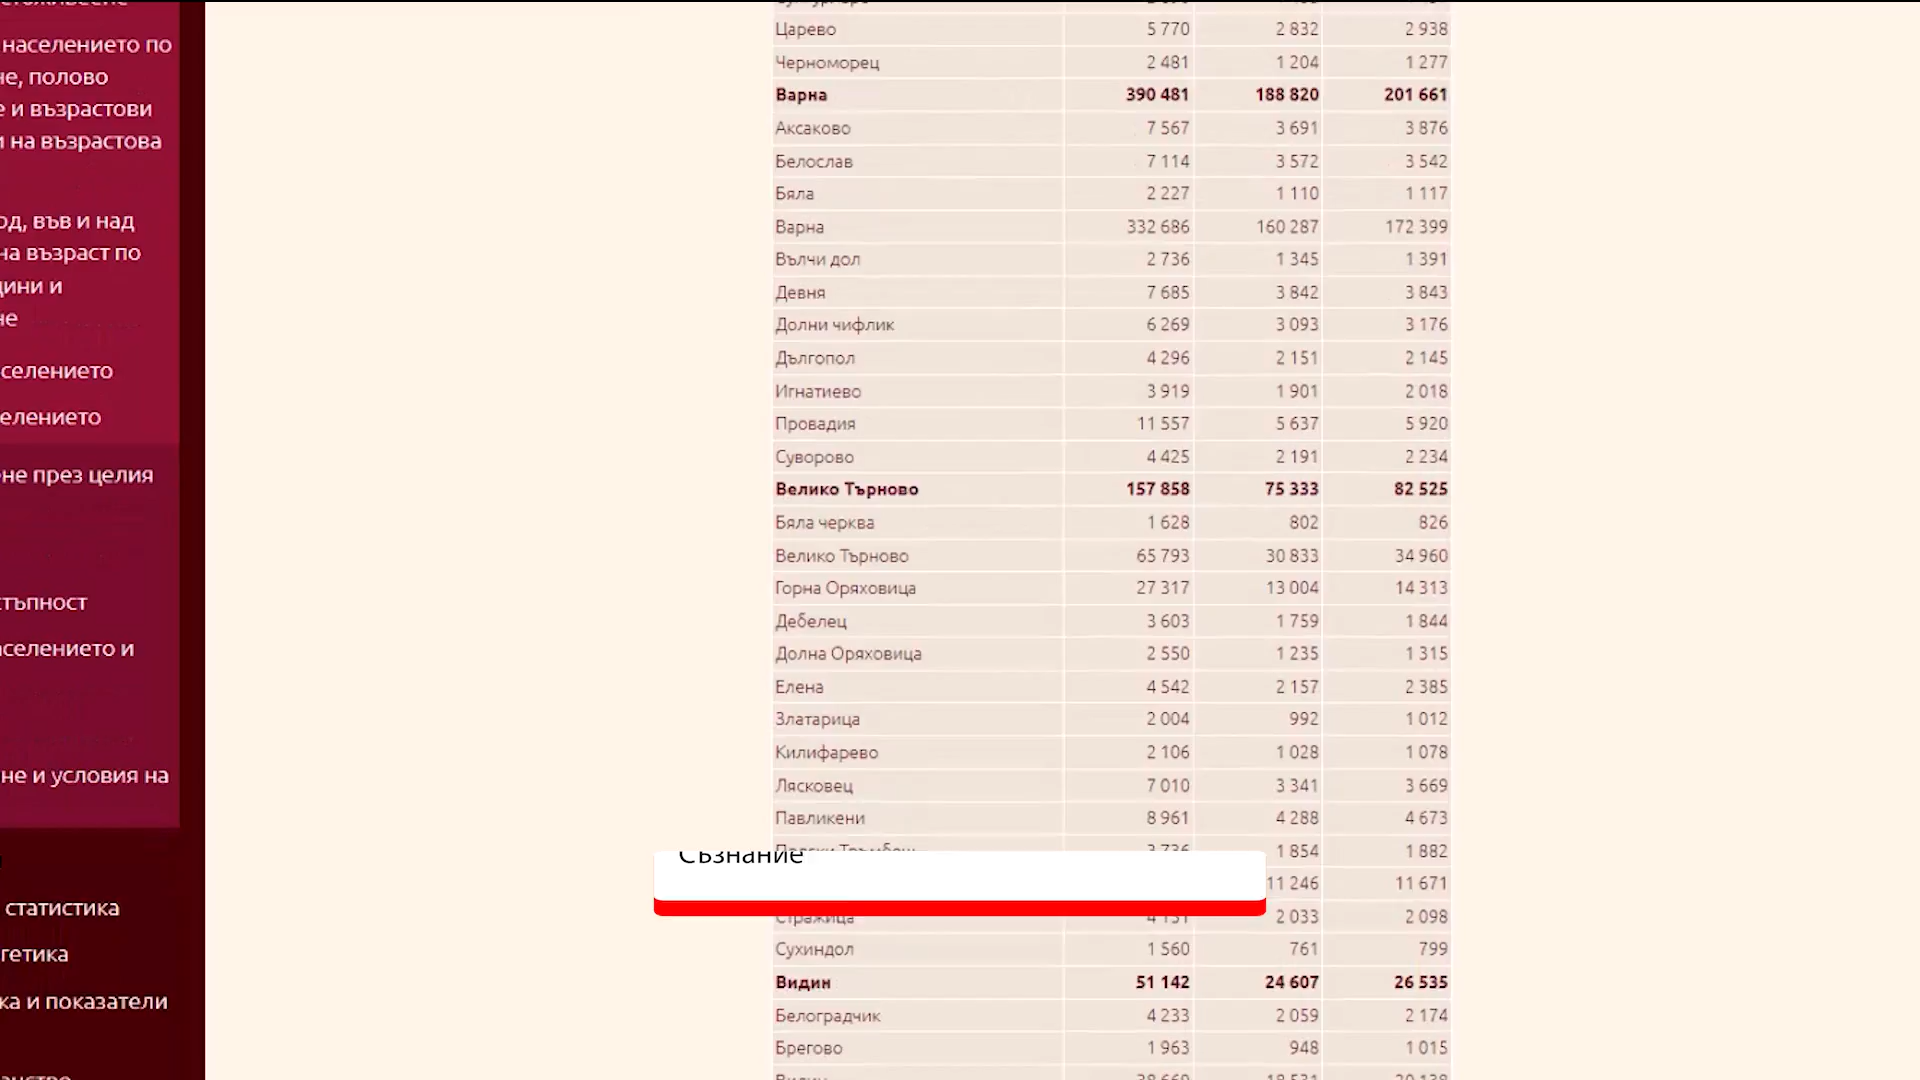 населението по
не, полово
е и възрастови
и на възрастова
од, във и над
на възраст по
дини и
не
селението
елението
не през целия
стъпност
аселението и
не и условия на
статистика
гетика
ка и показатели
Царево 5 770 2 832 2 938
Черноморец 2 481 1 204 1 277
Варна 390 481 188 820 201 661
Аксаково 7 567 3 691 3 876
Белослав 7 114 3 572 3 542
Бяла 2 227 1 110 1 117
Варна 332 686 160 287 172 399
Вълчи дол 2 736 1 345 1 391
Девня 7 685 3 842 3 843
Долни чифлик 6 269 3 093 3 176
Дългопол 4 296 2 151 2 145
Игнатиево 3 919 1 901 2 018
Провадия 11 557 5 637 5 920
Суворово 4 425 2 191 2 234
Велико Търново 157 858 75 333 82 525
Бяла черква 1 628 802 826
Велико Търново 65 793 30 833 34 960
Горна Оряховица 27 317 13 004 14 313
Дебелец 3 603 1 759 1 844
Долна Оряховица 2 550 1 235 1 315
Елена 4 542 2 157 2 385
Златарица 2 004 992 1 012
Килифарево 2 106 1 028 1 078
Лясковец 7 010 3 341 3 669
Павликени 8 961 4 288 4 673
Полски Тръмбеш 3 736 1 854 1 882
Съзнание
11 246 11 671
Стражица 4 131 2 033 2 098
Сухиндол 1 560 761 799
Видин 51 142 24 607 26 535
Белоградчик 4 233 2 059 2 174
Брегово 1 963 948 1 015